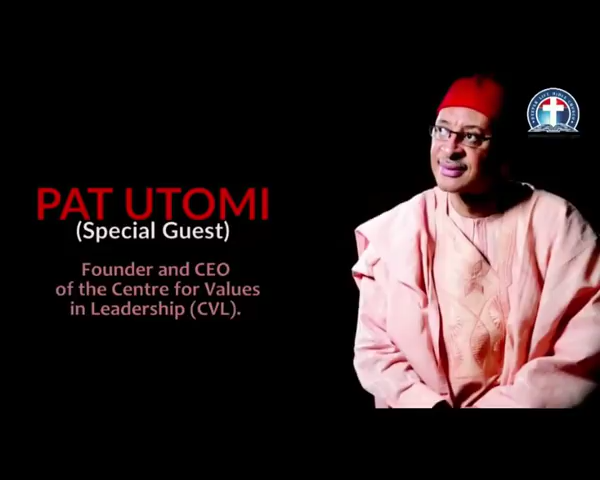 PAT UTOMI
(Special Guest)
Founder and CEO
of the Centre for Values
in Leadership (CVL).